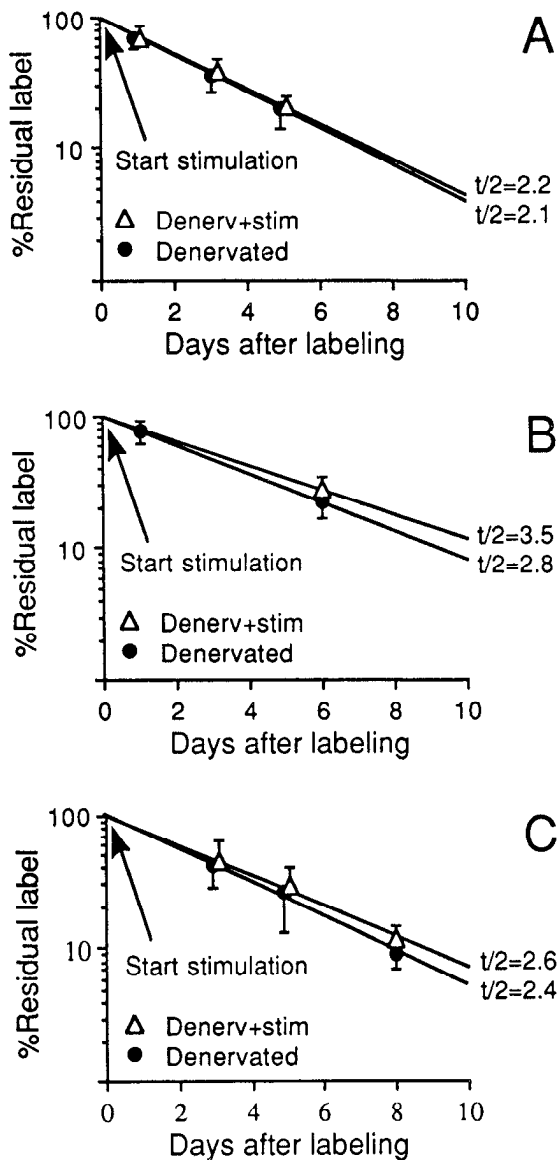 A
100
10
%Residual label
Start stimulation
Denerv+stim
Denervated
t/2=2.2
t/2=2.1
0 2 4 6 8 10
Days after labeling
B
100
10
%Residual label
Start stimulation
Denerv+stim
Denervated
t/2=3.5
t/2=2.8
0 2 4 6 8 10
Days after labeling
C
100
10
%Residual label
Start stimulation
Denerv+stim
Denervated
t/2=2.6
t/2=2.4
0 2 4 6 8 10
Days after labeling